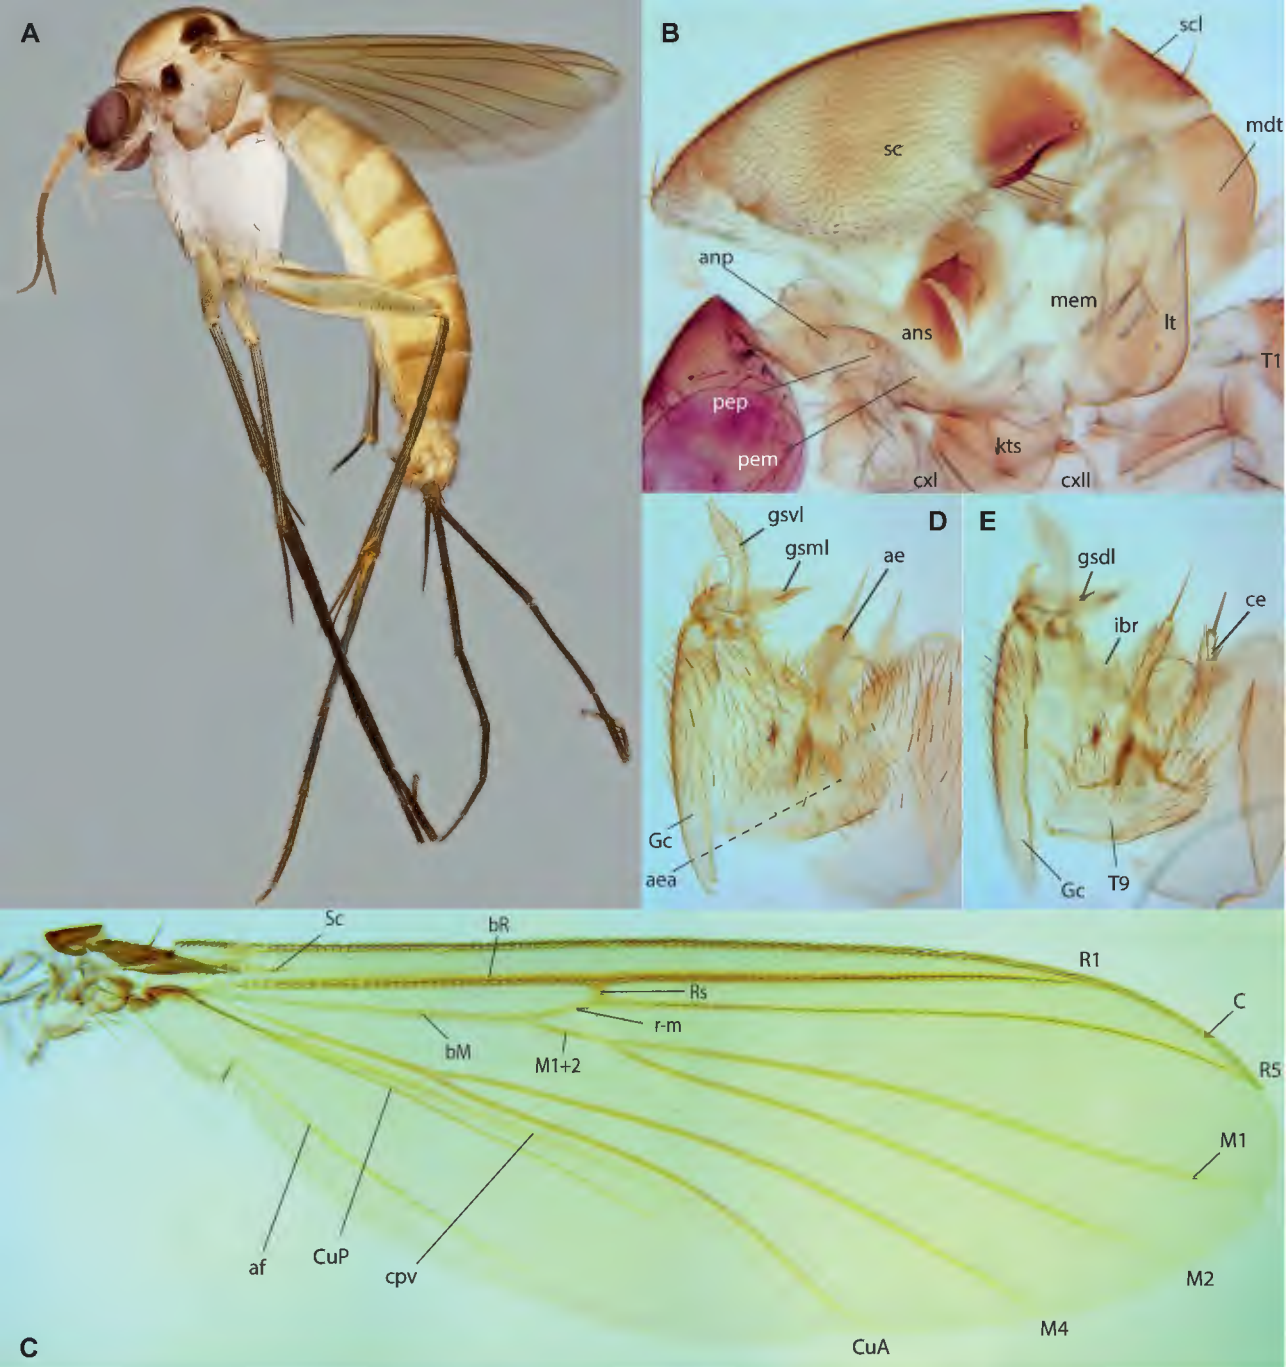 A
B
scl
mdt
sc
anp
mem
ans
lt
T1
pep
pem
kts
cxI
cxII
D
gsvl
gsml
ae
Gc
aea
E
gsdl
ce
ibr
Gc
T9
Sc
bR
R1
Rs
C
r-m
bM
M1+2
R5
M1
af
CuP
cpv
M2
M4
CuA
C